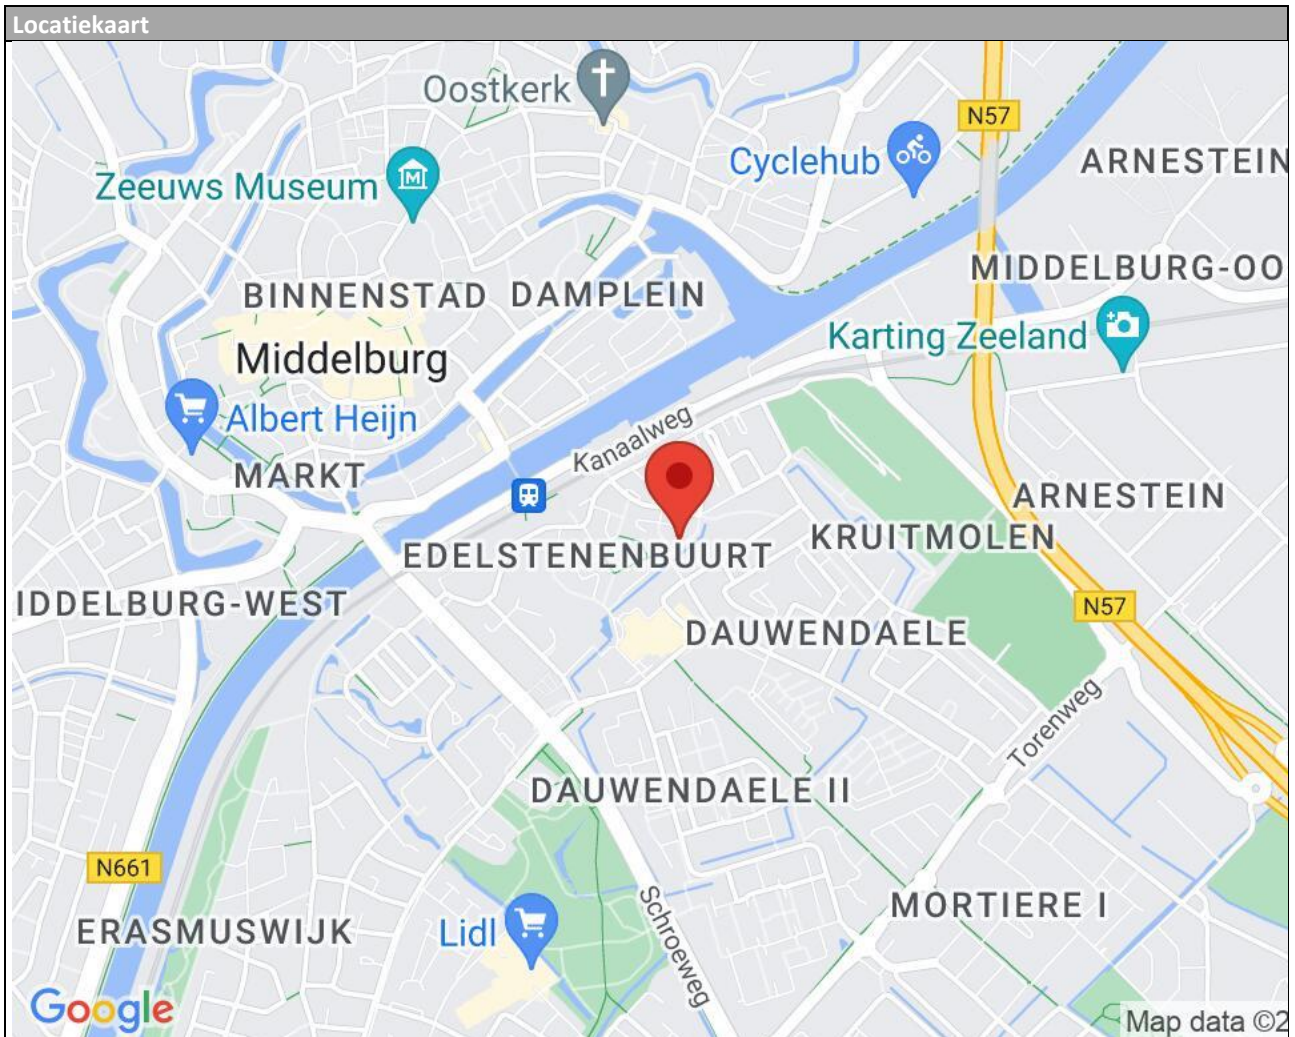 Locatiekaart
Oostkerk
N57
Cyclehub
ARNESTEIN
Zeeuws Museum
MIDDELBURG-OO
BINNENSTAD
DAMPLEIN
Karting Zeeland
Middelburg
Albert Heijn
Kanaalweg
MARKT
ARNESTEIN
KRUITMOLEN
EDELSTENENBUURT
IDDELBURG-WEST
N57
DAUWENDAELE
Torenweg
DAUWENDAELE II
N661
MORTIERE I
Schroeweg
ERASMUSWIJK
Lidl
Google
Map data ©2